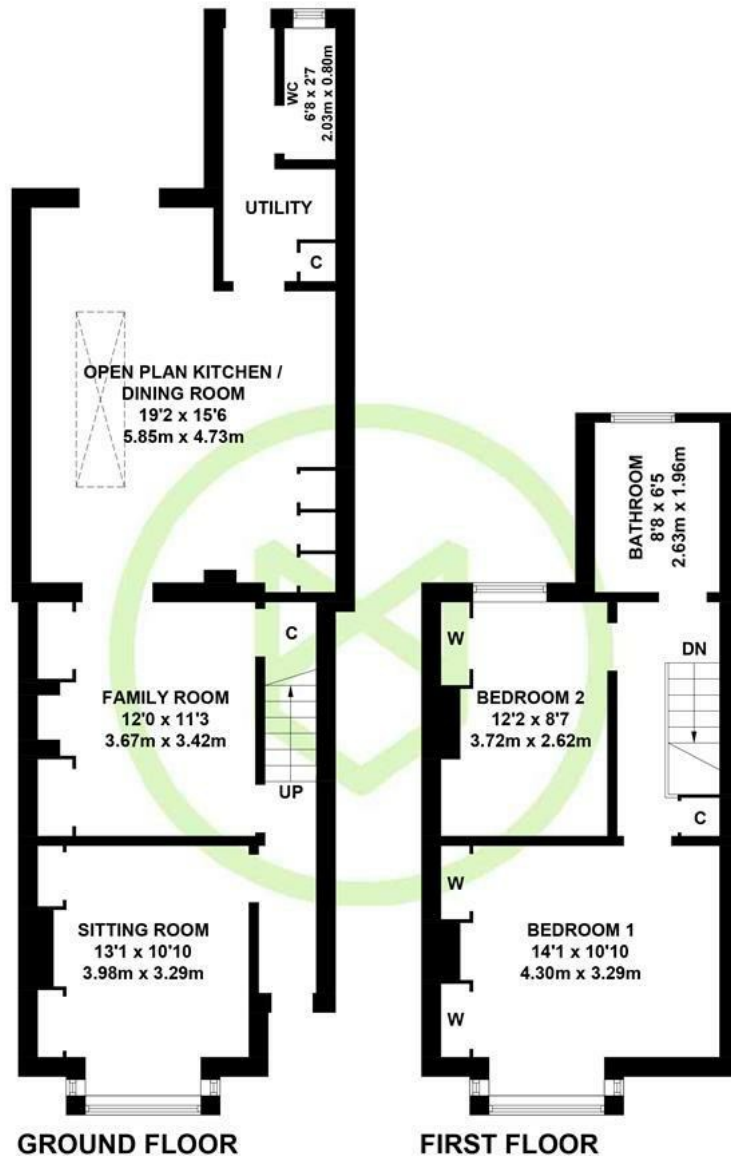 WC
6'8 x 2'7
2.03m x 0.80m
UTILITY
C
OPEN PLAN KITCHEN /
DINING ROOM
19'2 x 15'6
5.85m x 4.73m
C
FAMILY ROOM
12'0 x 11'3
3.67m x 3.42m
UP
SITTING ROOM
13'1 x 10'10
3.98m x 3.29m
GROUND FLOOR
BATHROOM
8'8 x 6'5
2.63m x 1.96m
W
DN
BEDROOM 2
12'2 x 8'7
3.72m x 2.62m
C
W
BEDROOM 1
14'1 x 10'10
4.30m x 3.29m
W
FIRST FLOOR